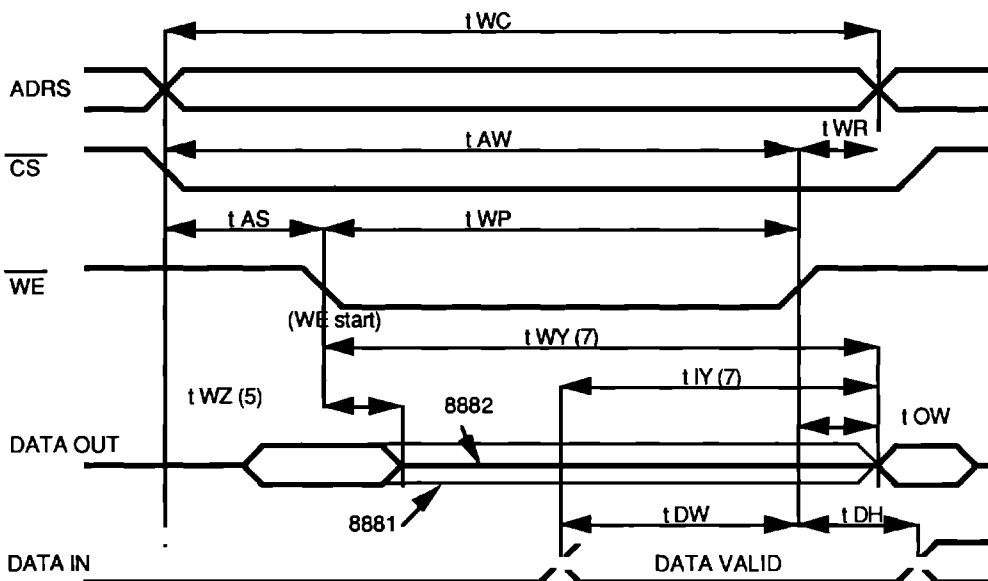 t WC
ADRS
t AW
t WR
CS
t AS
t WP
WE
(WE start)
t WY (7)
t IY (7)
t WZ (5)
8882
t OW
DATA OUT
8881
t DW
t DH
DATA IN
DATA VALID